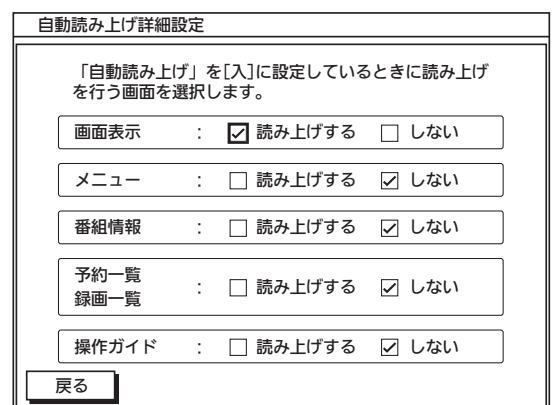 自動読み上げ詳細設定
「自動読み上げ」を[入]に設定しているときに読み上げ
を行う画面を選択します。
画面表示 : ☑ 読み上げする ☐ しない
メニュー : ☐ 読み上げする ☑ しない
番組情報 : ☐ 読み上げする ☑ しない
予約一覧
録画一覧 : ☐ 読み上げする ☑ しない
操作ガイド : ☐ 読み上げする ☑ しない
戻る